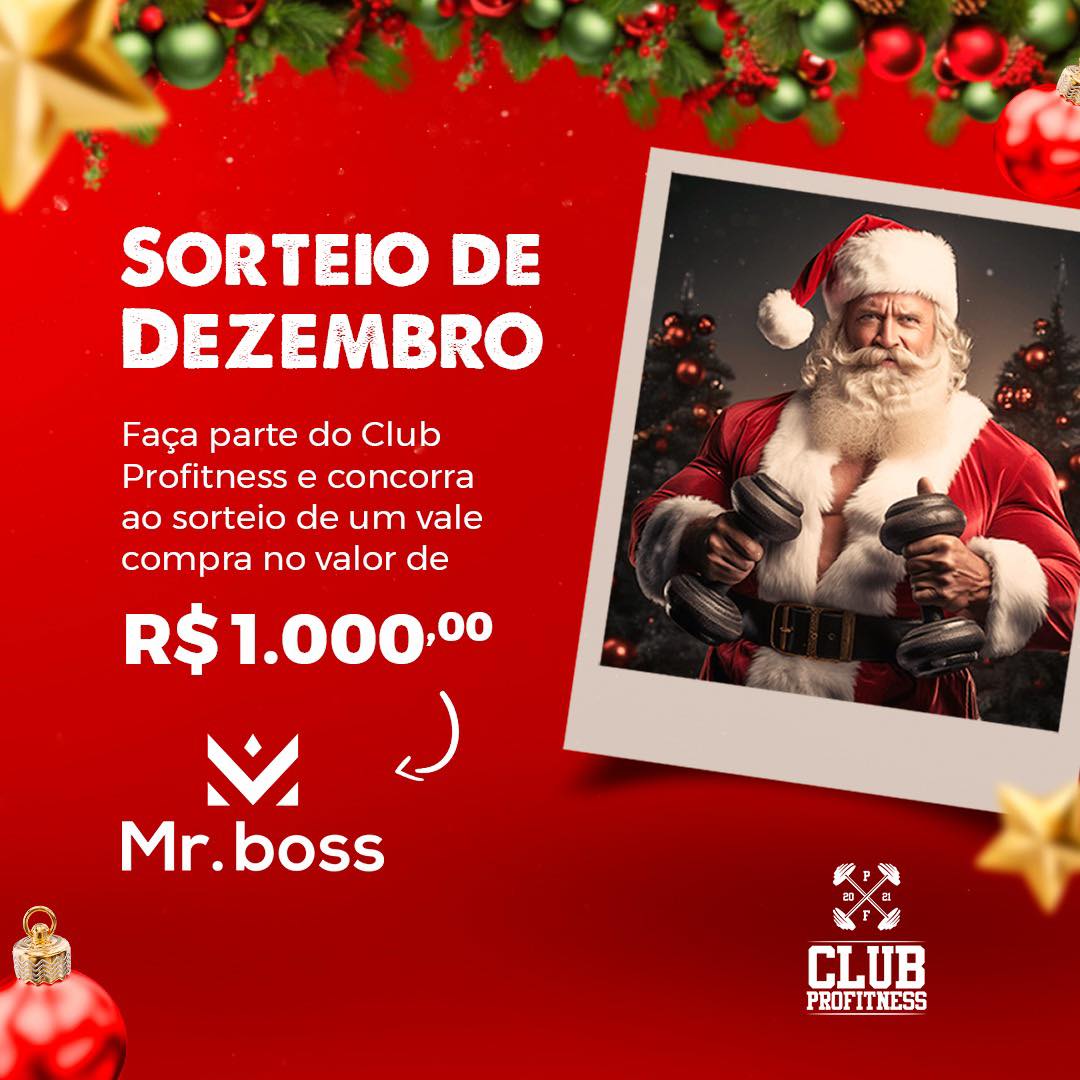 Sorteio de
Dezembro
Faça parte do Club
Profitness e concorra
ao sorteio de um vale
compra no valor de
R$1.000,00
Mr.boss
P
20 21
F
CLUB
PROFITNESS